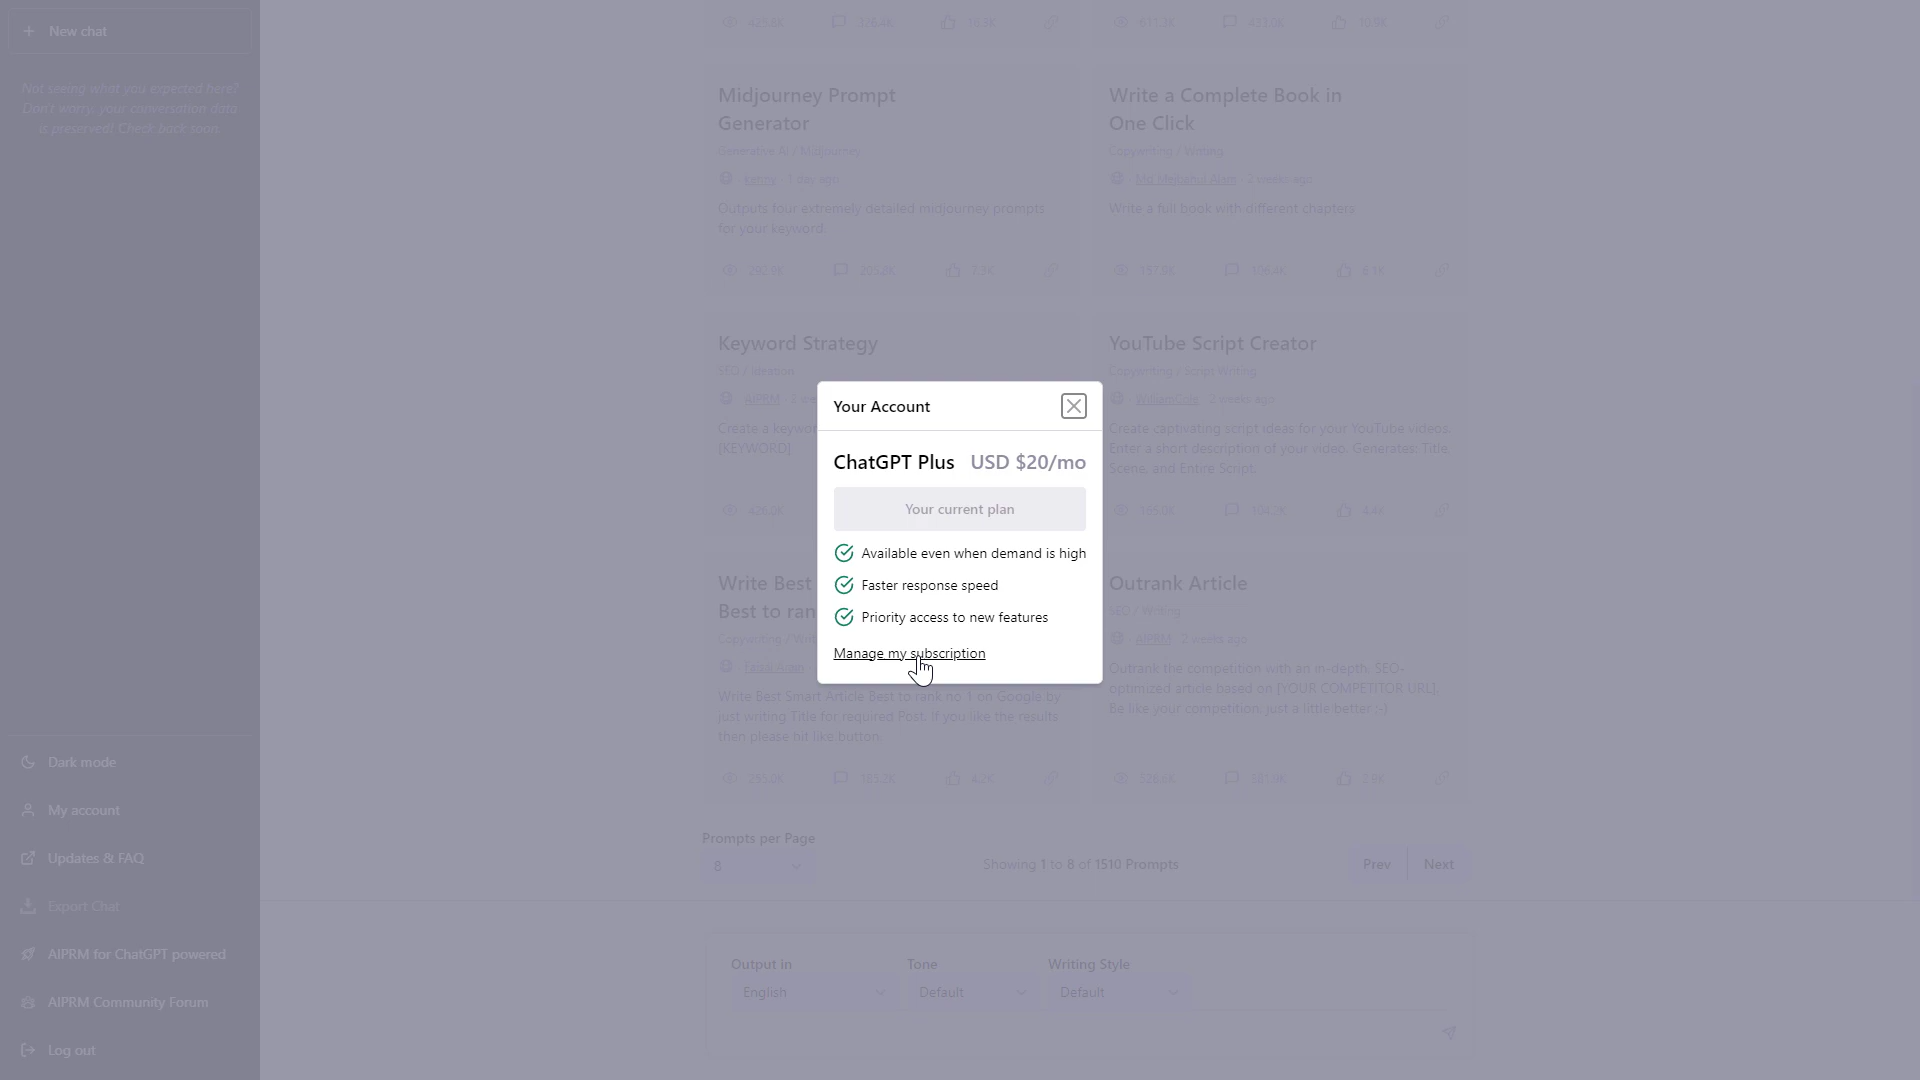 New chat
Not seeing what you expected here?
Don't worry, your conversation data
is preserved! Check back soon.
Midjourney Prompt
Generator
Generative AI / Midjourney
kenny 1 day ago
Outputs four extremely detailed midjourney prompts
for your keyword.
7.3K
Write a Complete Book in
One Click
Copywriting / Writing
2 weeks ago
Write a full book with different chapters
Keyword Strategy
SEO / Ideation
AIPRM
Create a keywor
[KEYWORD]
YouTube Script Creator
Copywriting / Script Writing
2 weeks ago
Create captivating script ideas for your YouTube videos.
Enter a short description of your video. Generates: Title,
Scene, and Entire Script.
Your Account
ChatGPT Plus USD $20/mo
Your current plan
Available even when demand is high
Faster response speed
Priority access to new features
Manage my subscription
Write Best
Best to ran
Copywriting / Writ
Write Best Smart Article Best to rank no 1 on Google by
just writing Title for required Post. If you like the results
then please hit like button.
Outrank Article
SEO / Writing
AIPRM 2 weeks ago
Outrank the competition with an in-depth, SEO-
optimized article based on [YOUR COMPETITOR URL].
Be like your competition, just a little better ;-)
Dark mode
My account
Updates & FAQ
Export Chat
AIPRM for ChatGPT powered
AIPRM Community Forum
Log out
Prompts per Page
8
Showing 1 to 8 of 1510 Prompts
Prev
Next
Output in
English
Tone
Default
Writing Style
Default